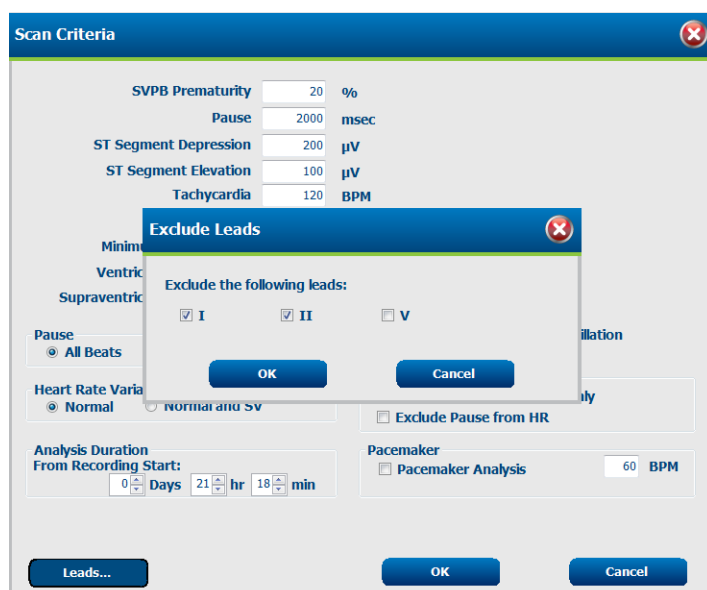 Scan Criteria
SVPB Prematurity 20 %
Pause 2000 msec
ST Segment Depression 200 µV
ST Segment Elevation 100 µV
Tachycardia 120 BPM
Exclude Leads
Exclude the following leads:
I II V
OK Cancel
Pause
All Beats
Heart Rate
Normal Normal and SV
Exclude Pause from HR
Analysis Duration
From Recording Start:
0 Days 21 hr 18 min
Pacemaker
Pacemaker Analysis 60 BPM
Leads... OK Cancel